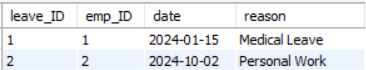 leave_ID emp_ID date reason
1 1 2024-01-15 Medical Leave
2 2 2024-10-02 Personal Work